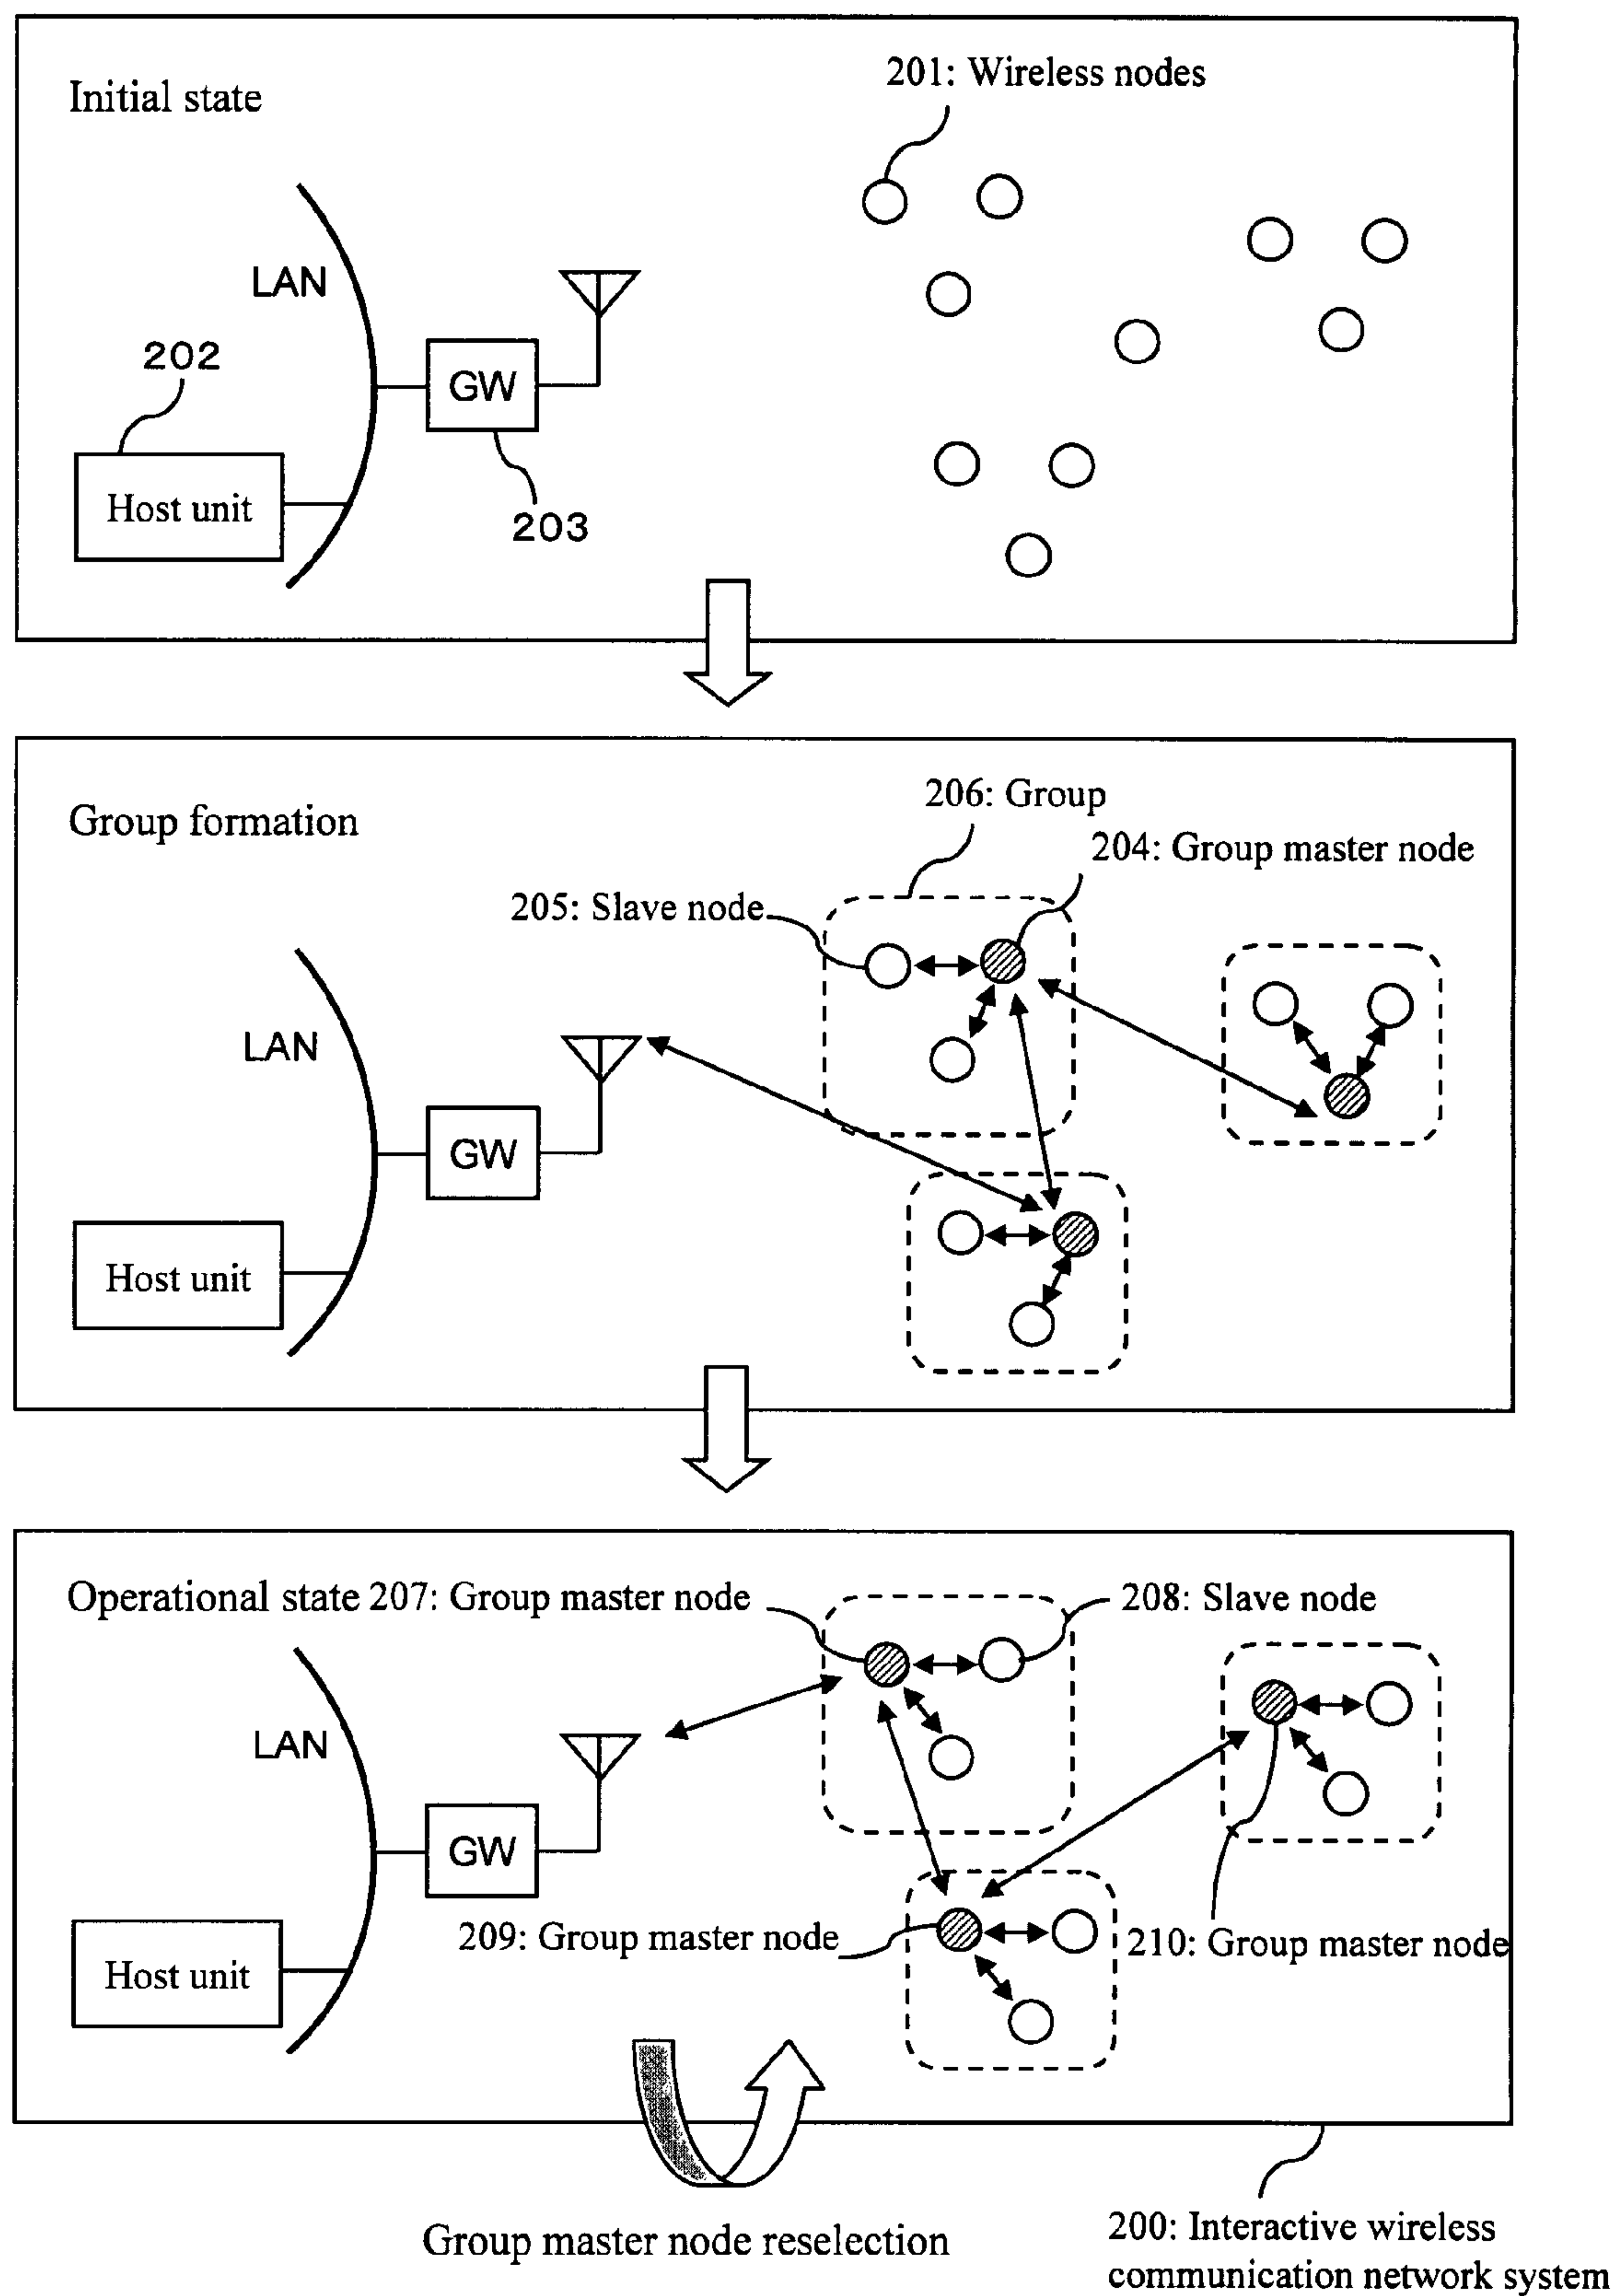 Initial state
201: Wireless nodes
LAN
202
GW
Host unit
203
Group formation
206: Group
204: Group master node
205: Slave node
LAN
GW
Host unit
Operational state
207: Group master node
208: Slave node
LAN
GW
209: Group master node
210: Group master node
Host unit
Group master node reselection
200: Interactive wireless
communication network system